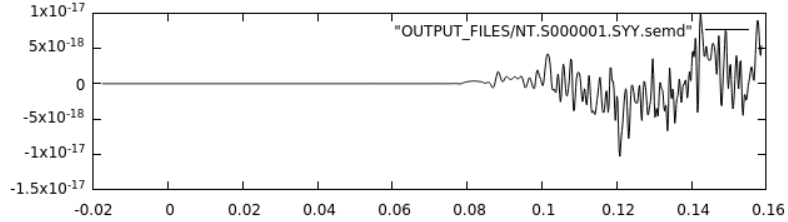 1x10-17
"OUTPUT_FILES/NT.S000001.SYY.semd"
5x10-18
0
-5x10-18
-1x10-17
-1.5x10-17
-0.02 0 0.02 0.04 0.06 0.08 0.1 0.12 0.14 0.16